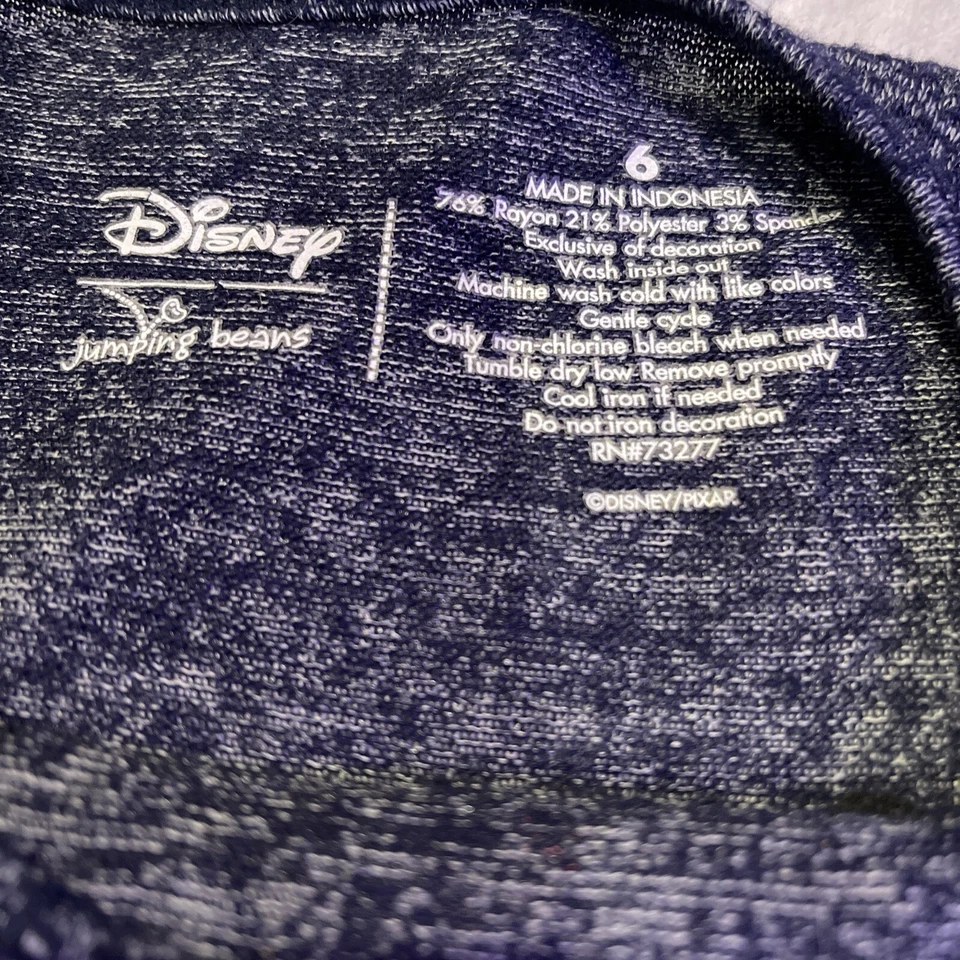 Disney
jumping beans
6
MADE IN INDONESIA
76% Rayon 21% Polyester 3% Spandex
Exclusive of decoration
Wash inside out
Machine wash cold with like colors
Gentle cycle
Only non-chlorine bleach when needed
Tumble dry low Remove promptly
Cool iron if needed
Do not iron decoration
RN#73277
©DISNEY/PIXAR